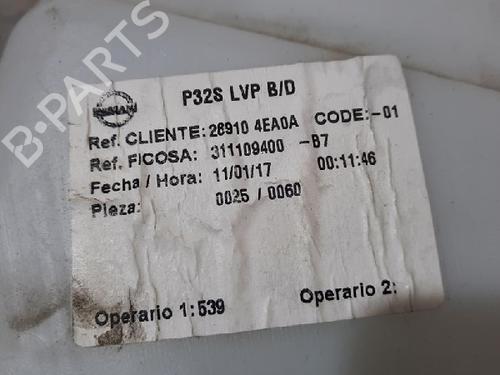 B-PARTS
NISSAN
P32S LVP B/D
Ref. CLIENTE: 28910 4EA0A CODE:-01
Ref. FICOSA: 311109400 -B7
Fecha / Hora: 11/01/17 00:11:46
Pieza: 0025 / 0060
Operario 1:539 Operario 2: